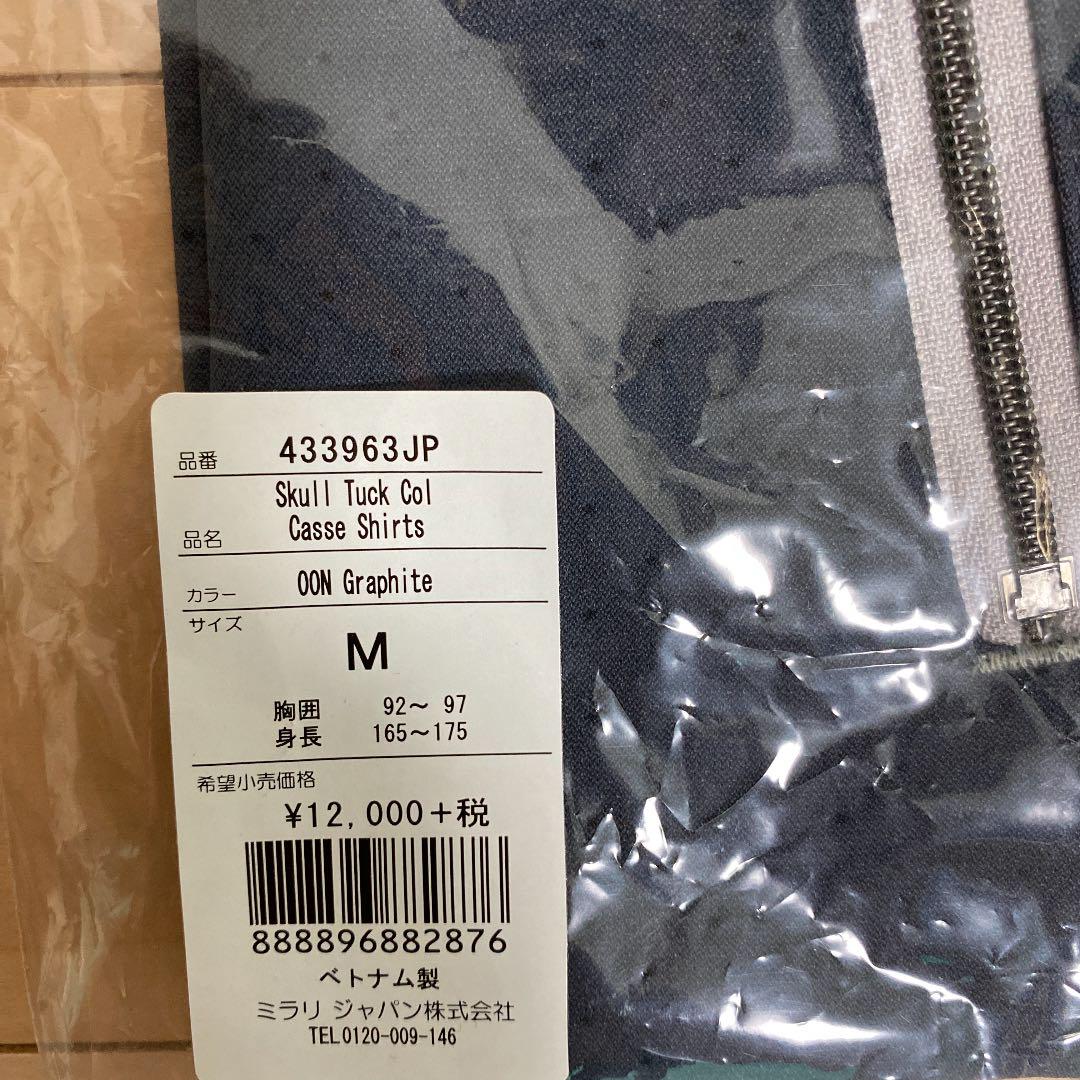 品番 433963JP
Skull Tuck Col
品名 Casse Shirts
カラー 00N Graphite
サイズ
M
胸囲 92～ 97
身長 165～175
希望小売価格
¥12,000+税
888896882876
ベトナム製
ミラリ ジャパン株式会社
TEL0120-009-146